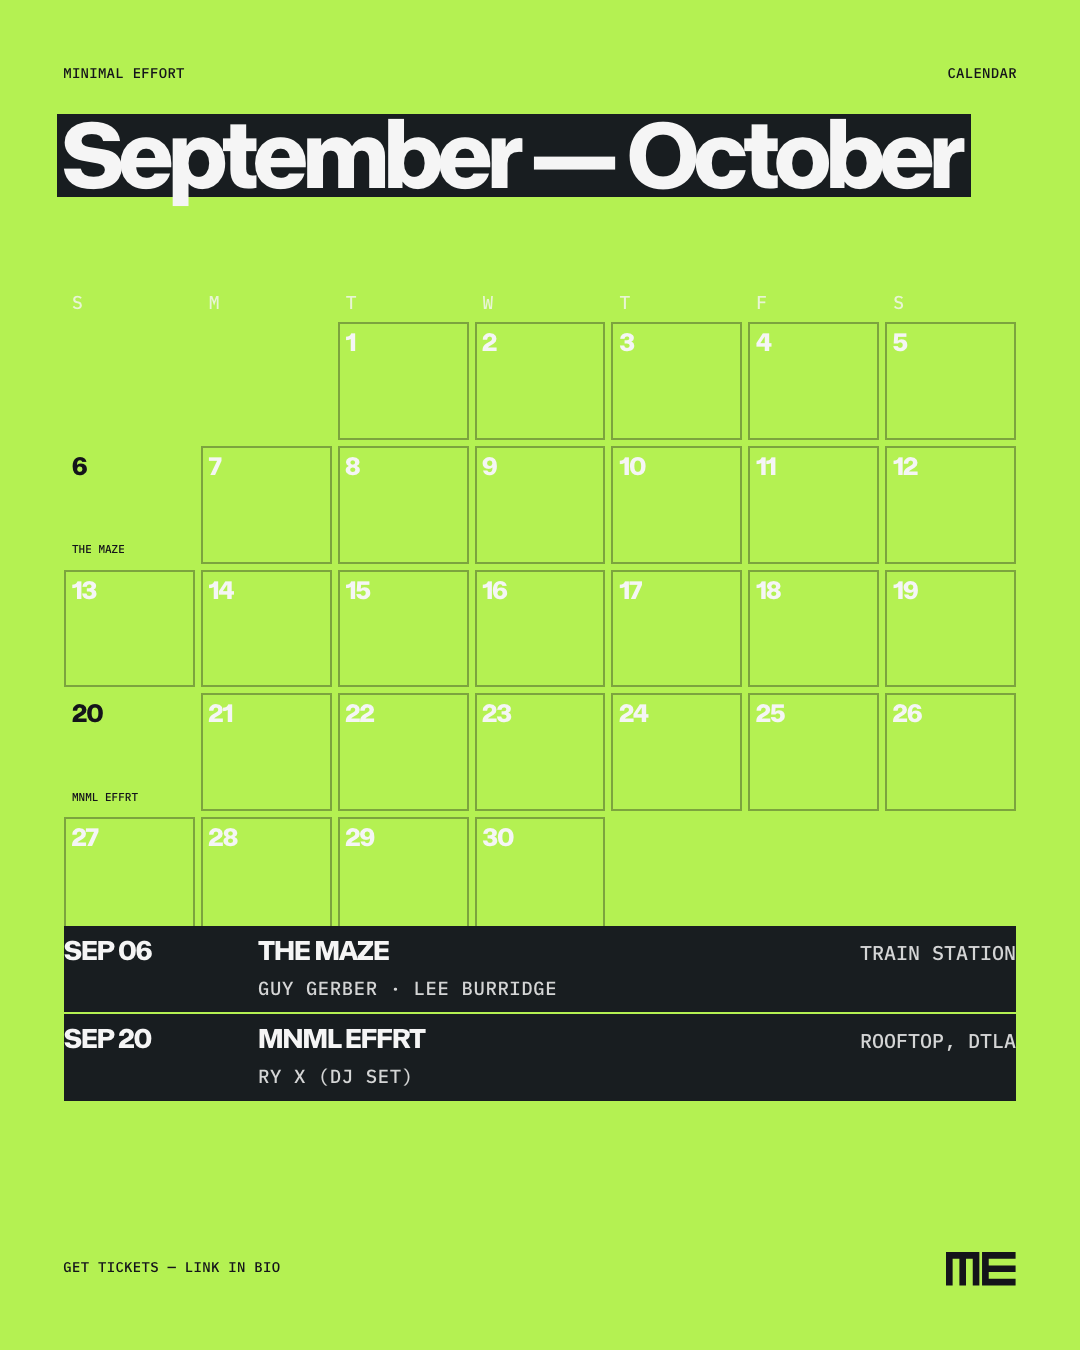 MINIMAL EFFORT
CALENDAR
September — October
S M T W T F S
1 2 3 4 5
6 7 8 9 10 11 12
THE MAZE
13 14 15 16 17 18 19
20 21 22 23 24 25 26
MNML EFFRT
27 28 29 30
SEP 06 THE MAZE TRAIN STATION
GUY GERBER · LEE BURRIDGE
SEP 20 MNML EFFRT ROOFTOP, DTLA
RY X (DJ SET)
GET TICKETS — LINK IN BIO
ME